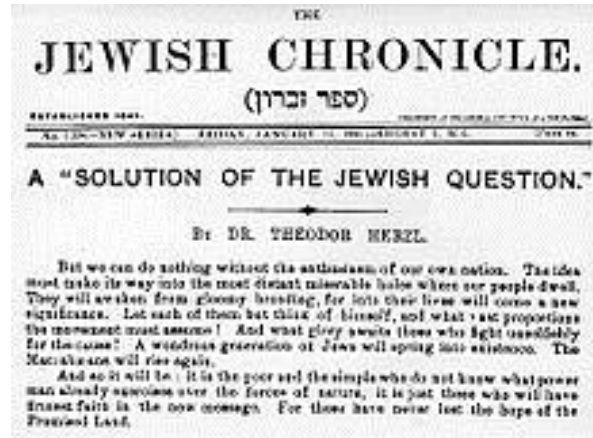 THE
JEWISH CHRONICLE.
(ספר זכרון)
ESTABLISHED 1841.
FRIDAY, JANUARY
A "SOLUTION OF THE JEWISH QUESTION."
By DR. THEODOR HERZL.
But we can do nothing without the enthusiasm of our own nation. The idea
must make its way into the most distant miserable holes where our people dwell.
They will awaken from gloomy brooding, for into their lives will come a new
significance. Let each of them but think of himself, and what vast proportions
the movement must assume! And what glory awaits those who fight unselfishly
for the cause! A wondrous generation of Jews will spring into existence. The
Maccabæans will rise again.
And so it will be: it is the poor and the simple who do not know what power
man already exercises over the forces of nature, it is just these who will have
firmest faith in the new message. For these have never lost the hope of the
Promised Land.